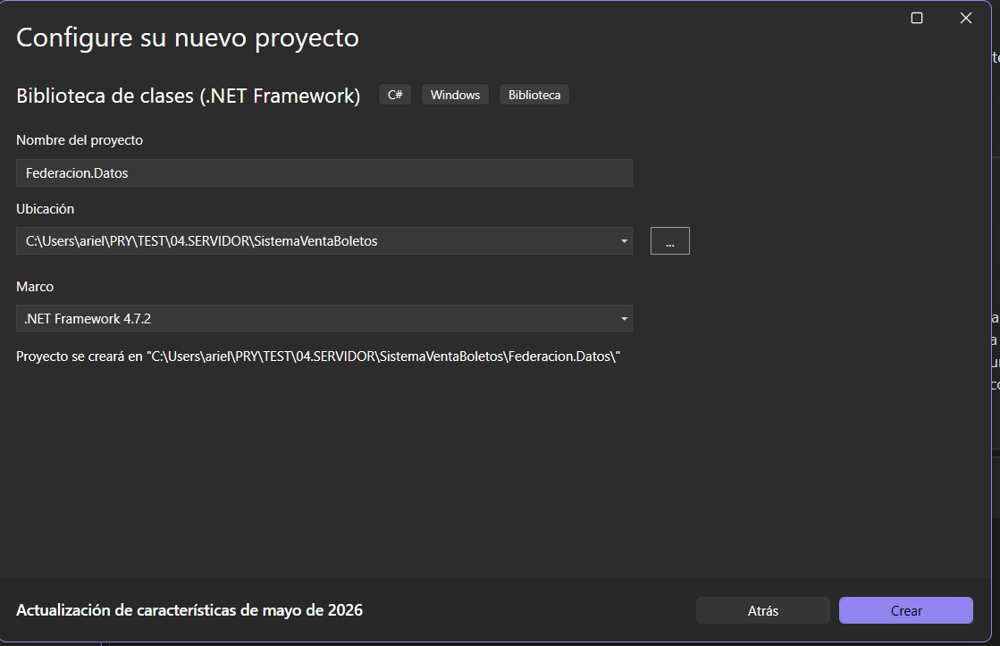 Configure su nuevo proyecto
Biblioteca de clases (.NET Framework) C# Windows Biblioteca
Nombre del proyecto
Federacion.Datos
Ubicación
C:\Users\ariel\PRY\TEST\04.SERVIDOR\SistemaVentaBoletos ...
Marco
.NET Framework 4.7.2
Proyecto se creará en "C:\Users\ariel\PRY\TEST\04.SERVIDOR\SistemaVentaBoletos\Federacion.Datos\"
Actualización de características de mayo de 2026 Atrás Crear